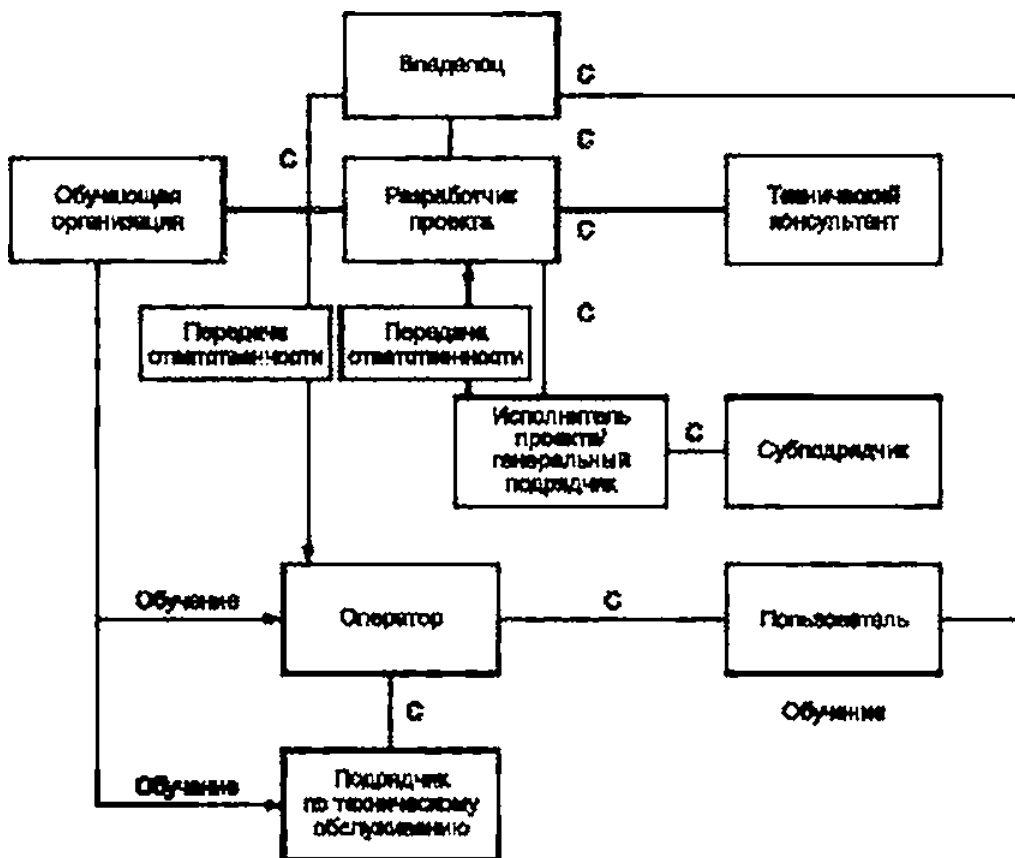 Владелец
С
С
С
Обучающая
организация
Разработчик
проекта
Технический
консультант
С
С
Передача
ответственности
Передача
ответственности
Исполнитель
проекта/
генеральный
подрядчик
С
Субподрядчик
Обучение
Оператор
С
Пользователь
С
Обучение
Обучение
Подрядчик
по техническому
обслуживанию